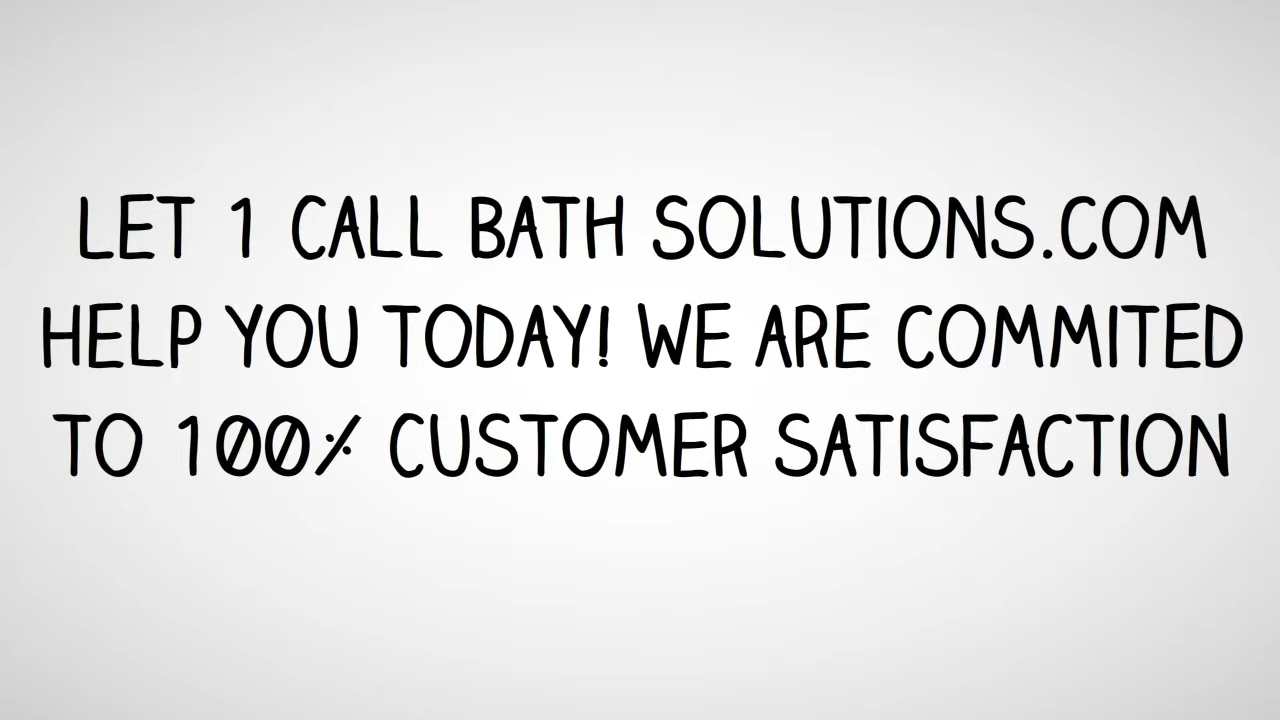 LET 1 CALL BATH SOLUTIONS.COM
HELP YOU TODAY! WE ARE COMMITED
TO 100% CUSTOMER SATISFACTION